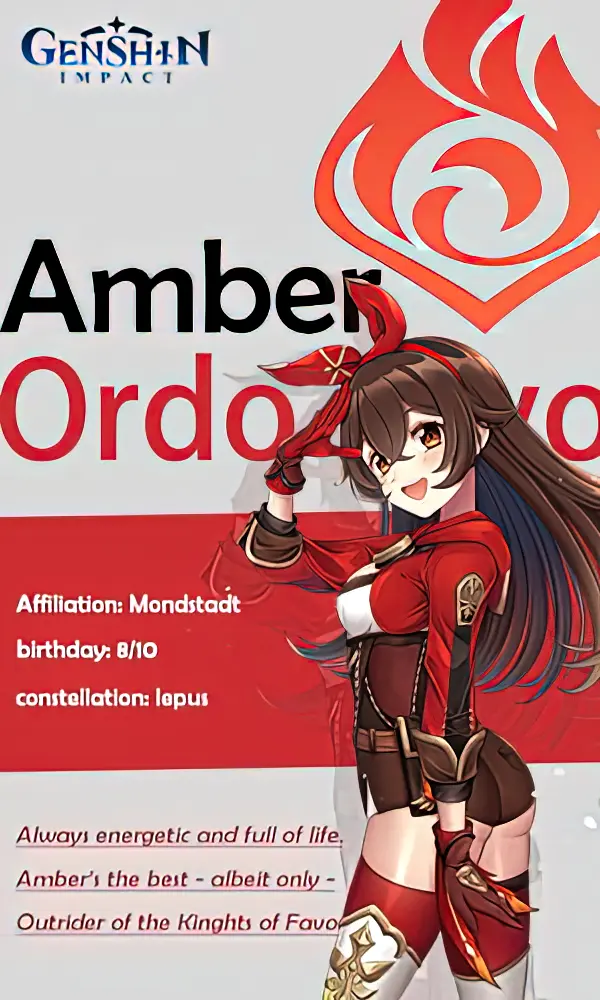 GENSHIN
IMPACT
Amber
Ordo vo
Affiliation: Mondstadt
birthday: 8/10
constellation: lepus
Always energetic and full of life,
Amber's the best - albeit only -
Outrider of the Kinghts of Favo